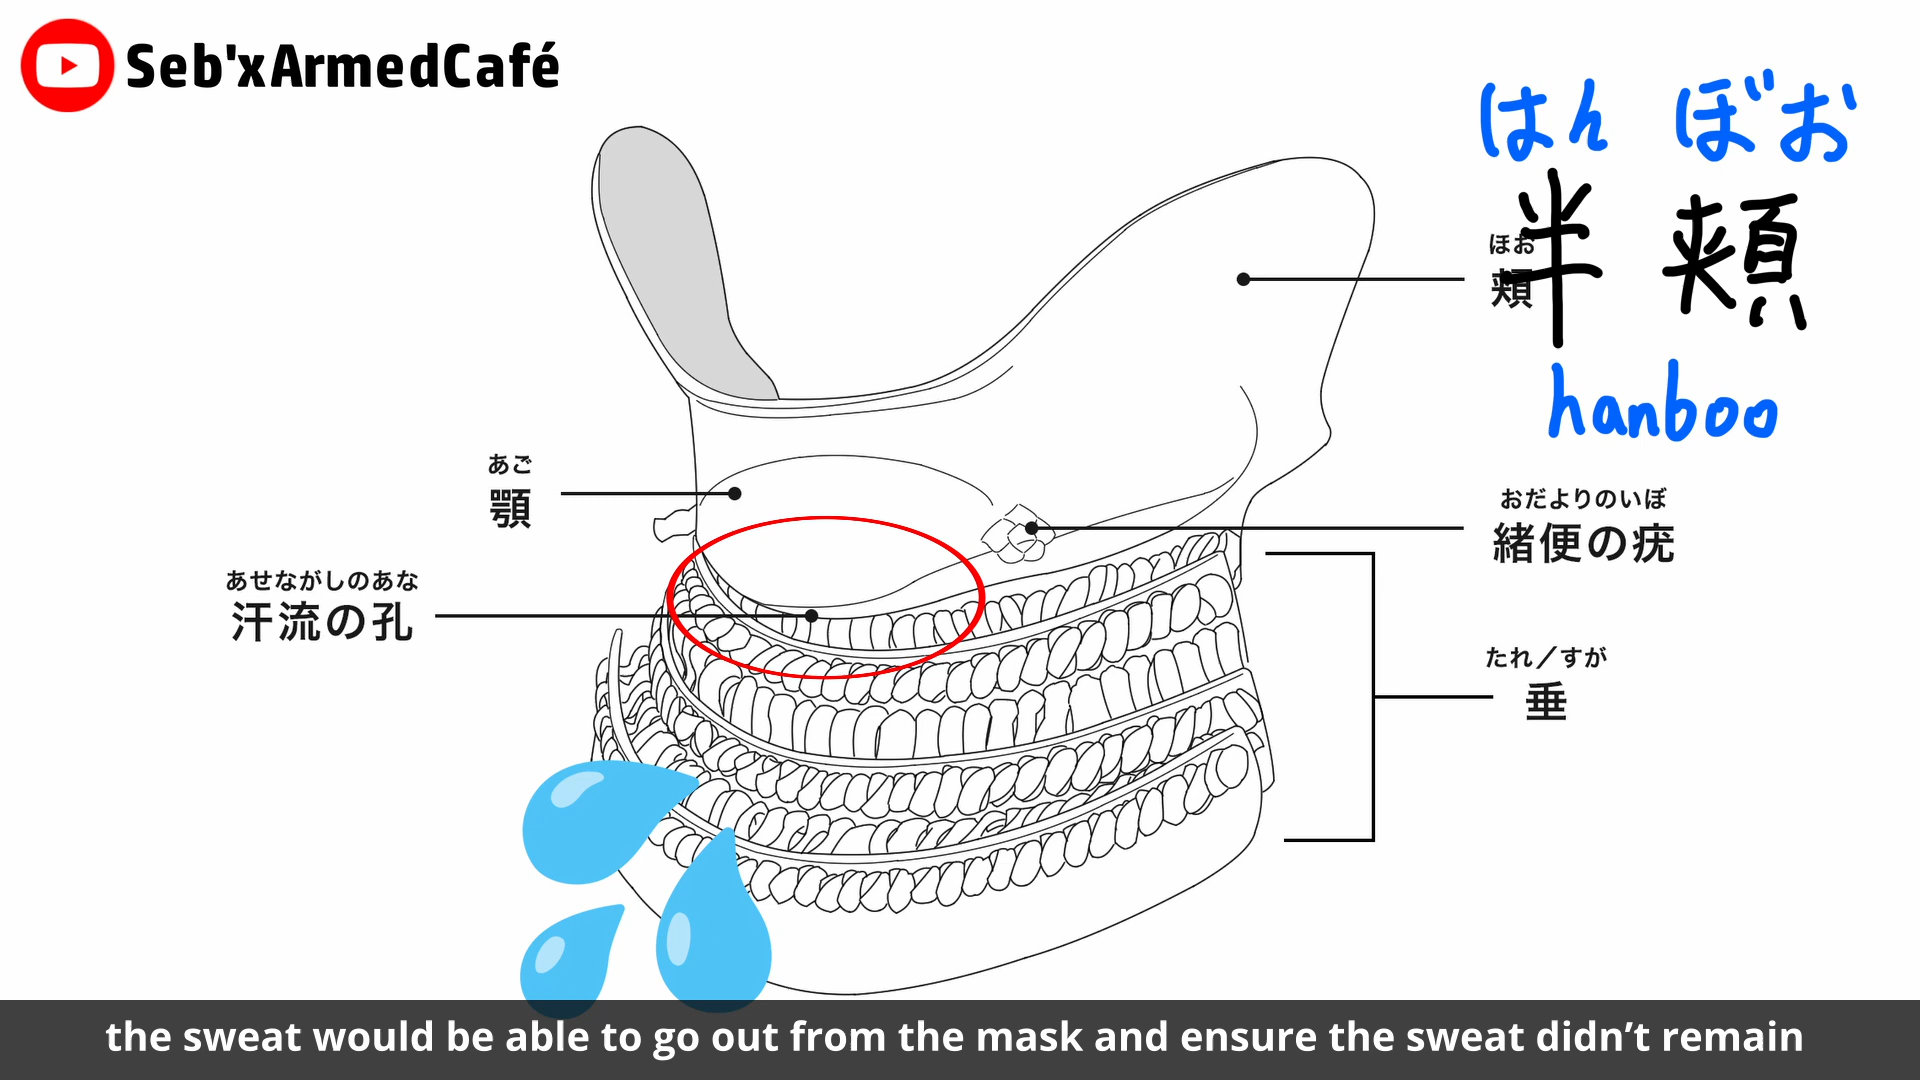 Seb'xArmedCafé
はんぼお
半頬
hanboo
ほお
頬
あご
顎
おだよりのいぼ
緒便の疣
あせながしのあな
汗流の孔
たれ／すが
垂
the sweat would be able to go out from the mask and ensure the sweat didn’t remain